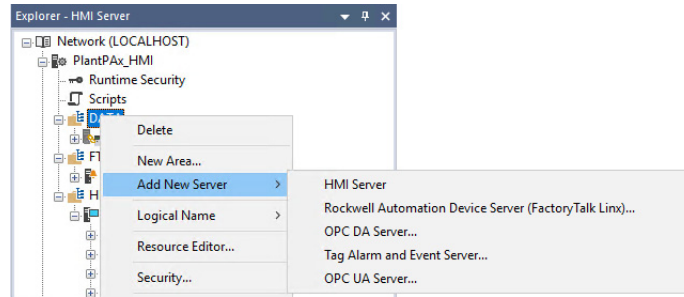 Explorer - HMI Server
Network (LOCALHOST)
PlantPAx_HMI
Runtime Security
Scripts
Delete
New Area...
Add New Server
HMI Server
Logical Name
Rockwell Automation Device Server (FactoryTalk Linx)...
OPC DA Server...
Resource Editor...
Tag Alarm and Event Server...
Security...
OPC UA Server...